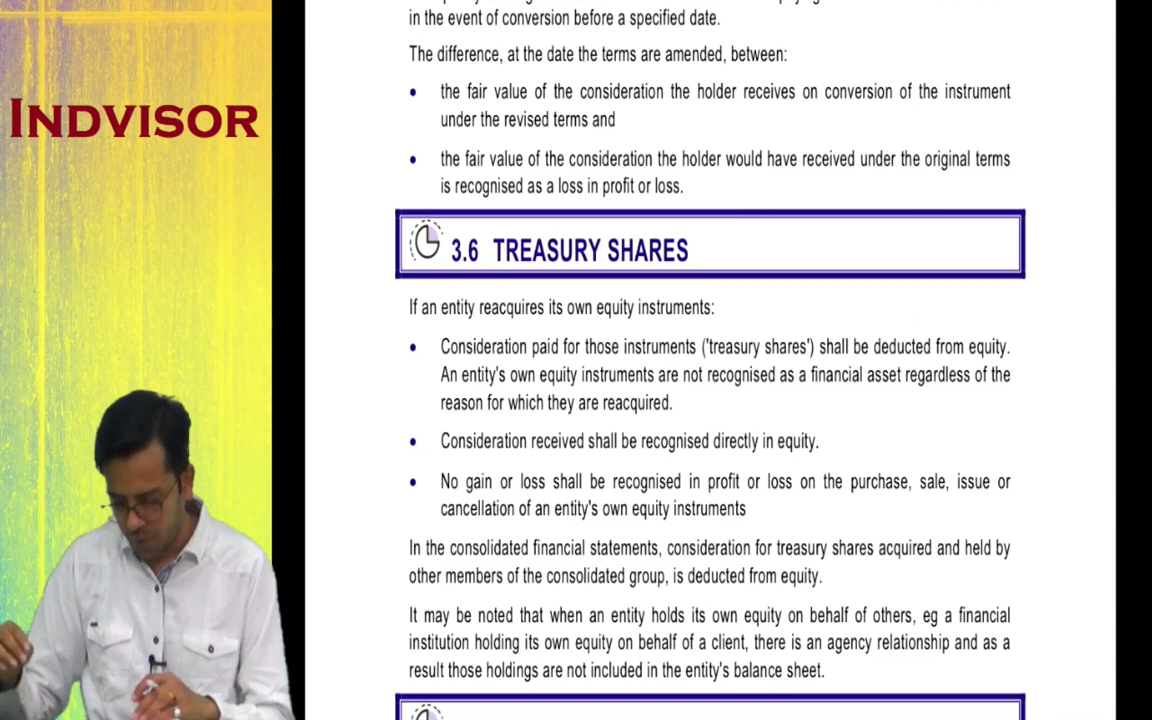 INDVISOR
in the event of conversion before a specified date.
The difference, at the date the terms are amended, between:
• the fair value of the consideration the holder receives on conversion of the instrument
under the revised terms and
• the fair value of the consideration the holder would have received under the original terms
is recognised as a loss in profit or loss.
3.6 TREASURY SHARES
If an entity reacquires its own equity instruments:
• Consideration paid for those instruments ('treasury shares') shall be deducted from equity.
An entity's own equity instruments are not recognised as a financial asset regardless of the
reason for which they are reacquired.
• Consideration received shall be recognised directly in equity.
• No gain or loss shall be recognised in profit or loss on the purchase, sale, issue or
cancellation of an entity's own equity instruments
In the consolidated financial statements, consideration for treasury shares acquired and held by
other members of the consolidated group, is deducted from equity.
It may be noted that when an entity holds its own equity on behalf of others, eg a financial
institution holding its own equity on behalf of a client, there is an agency relationship and as a
result those holdings are not included in the entity's balance sheet.